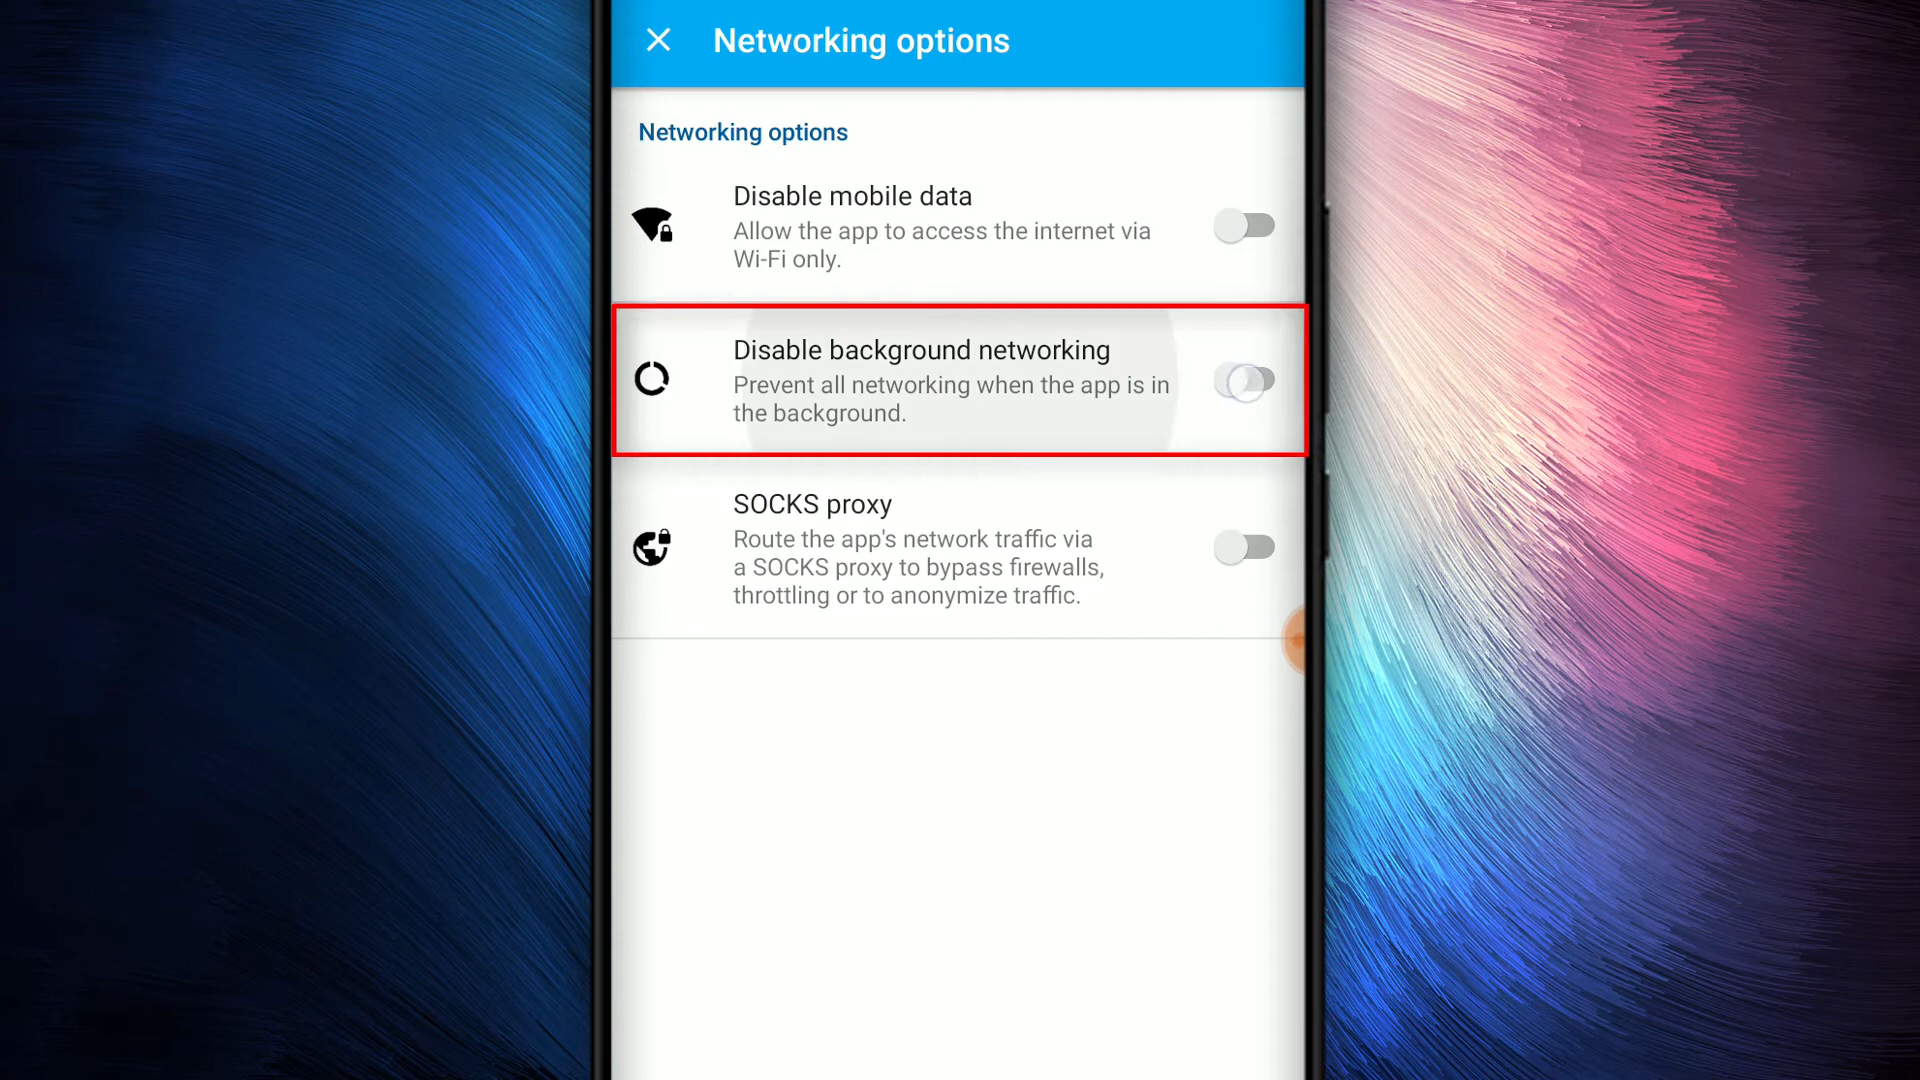 Networking options
Networking options
Disable mobile data
Allow the app to access the internet via
Wi-Fi only.
Disable background networking
Prevent all networking when the app is in
the background.
SOCKS proxy
Route the app's network traffic via
a SOCKS proxy to bypass firewalls,
throttling or to anonymize traffic.